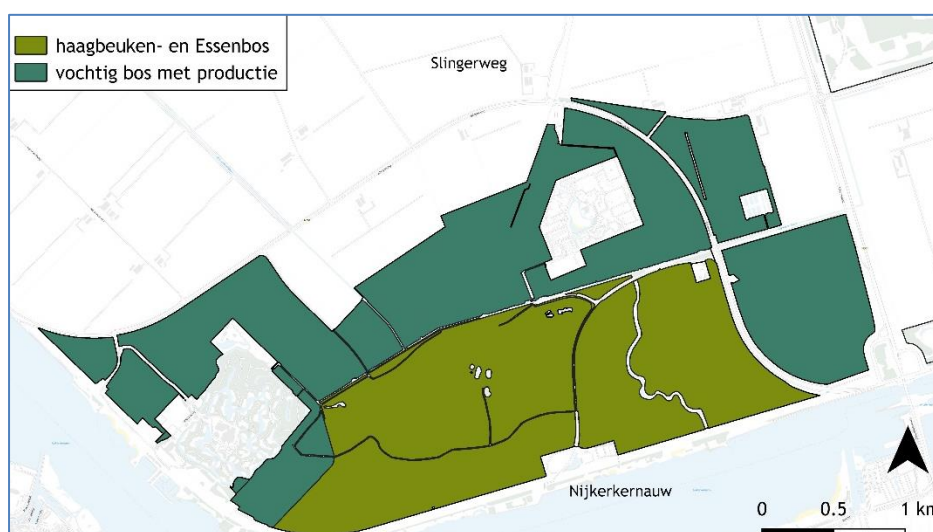 haagbeuken- en Essenbos
vochtig bos met productie
Slingerweg
Nijkerkernauw
0 0.5 1 km